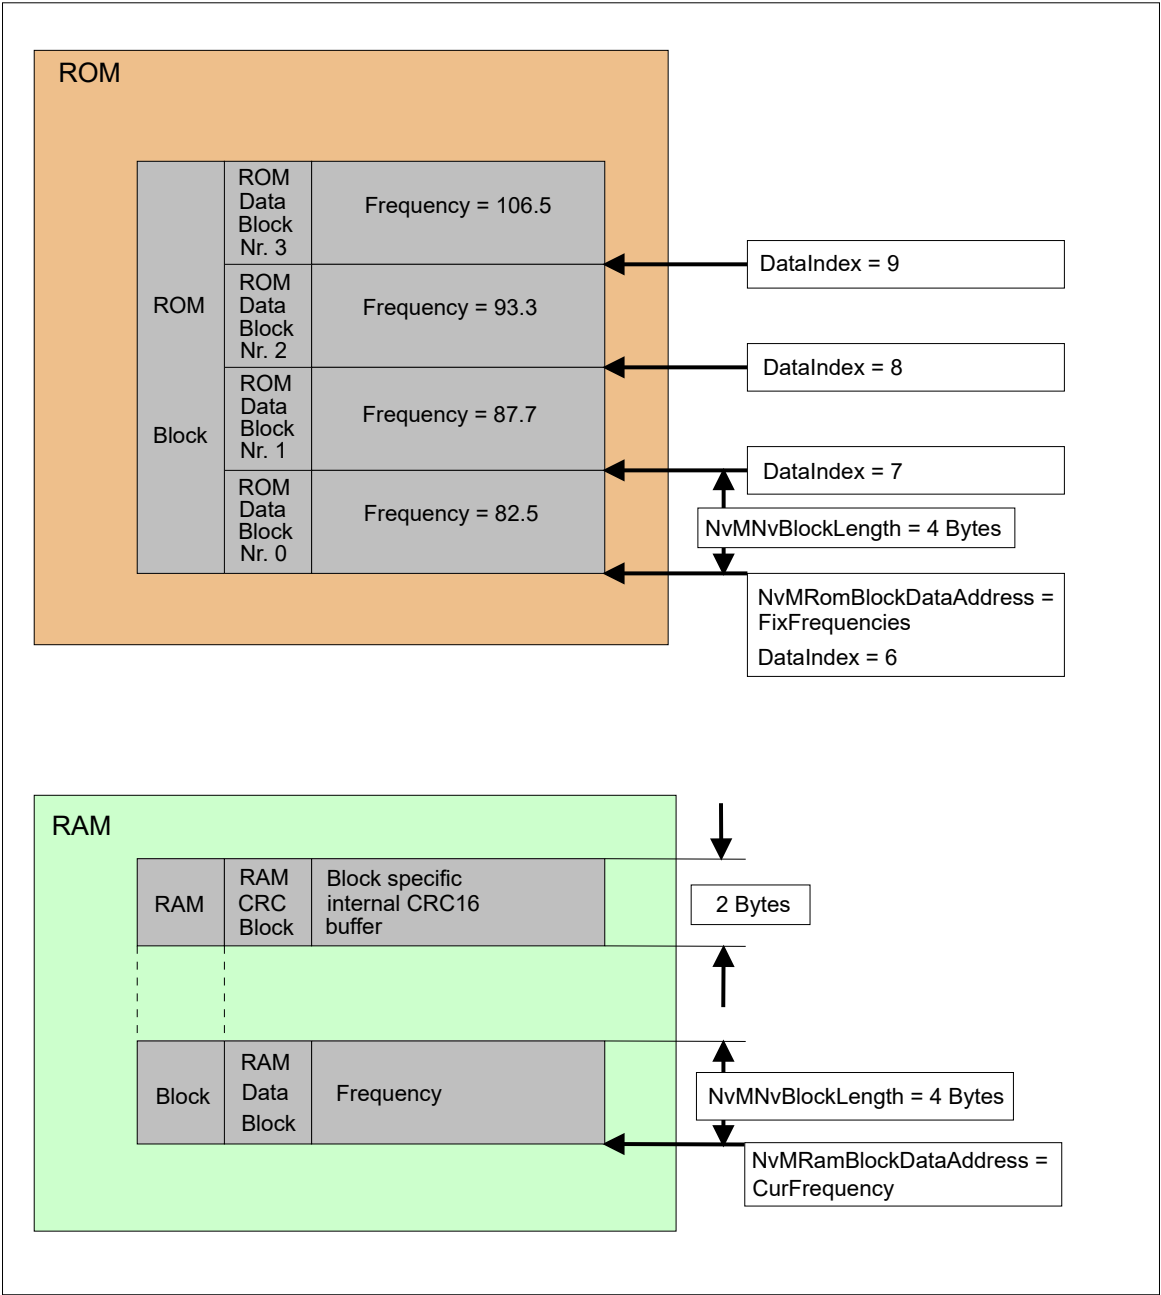 ROM
ROM
Data
Block
Nr. 3
Frequency = 106.5
DataIndex = 9
ROM
ROM
Data
Block
Nr. 2
Frequency = 93.3
DataIndex = 8
Block
ROM
Data
Block
Nr. 1
Frequency = 87.7
DataIndex = 7
ROM
Data
Block
Nr. 0
Frequency = 82.5
NvMNvBlockLength = 4 Bytes
NvMRomBlockDataAddress =
FixFrequencies
DataIndex = 6
RAM
RAM
RAM
CRC
Block
Block specific
internal CRC16
buffer
2 Bytes
Block
RAM
Data
Block
Frequency
NvMNvBlockLength = 4 Bytes
NvMRamBlockDataAddress =
CurFrequency